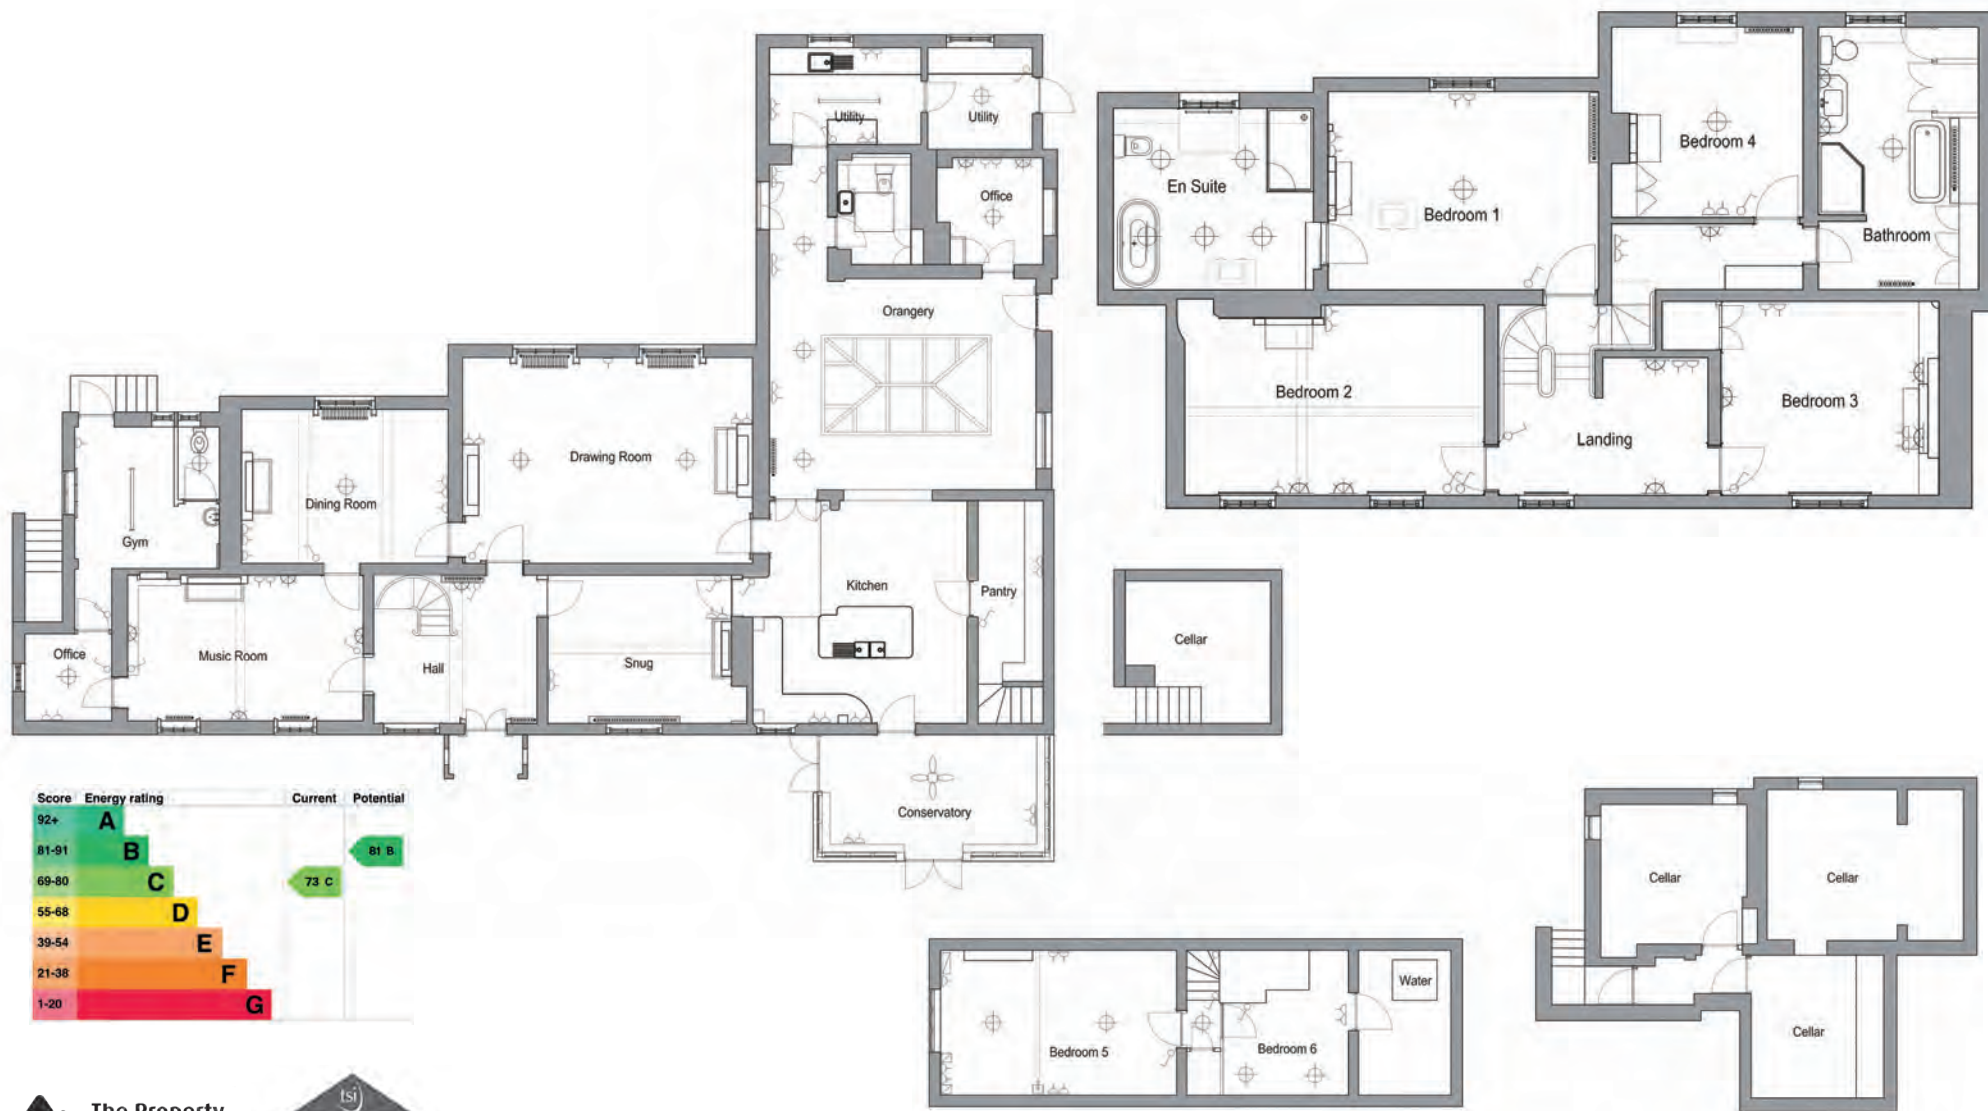 Utility
Utility
Office
Orangery
Drawing Room
Dining Room
Gym
Kitchen
Pantry
Office
Music Room
Hall
Snug
Conservatory
En Suite
Bedroom 1
Bedroom 4
Bathroom
Bedroom 2
Landing
Bedroom 3
Cellar
Cellar
Cellar
Cellar
Bedroom 5
Bedroom 6
Water
Score Energy rating Current Potential
92+ A
81-91 B 81 B
69-80 C 73 C
55-68 D
39-54 E
21-38 F
1-20 G
The Property
tsi